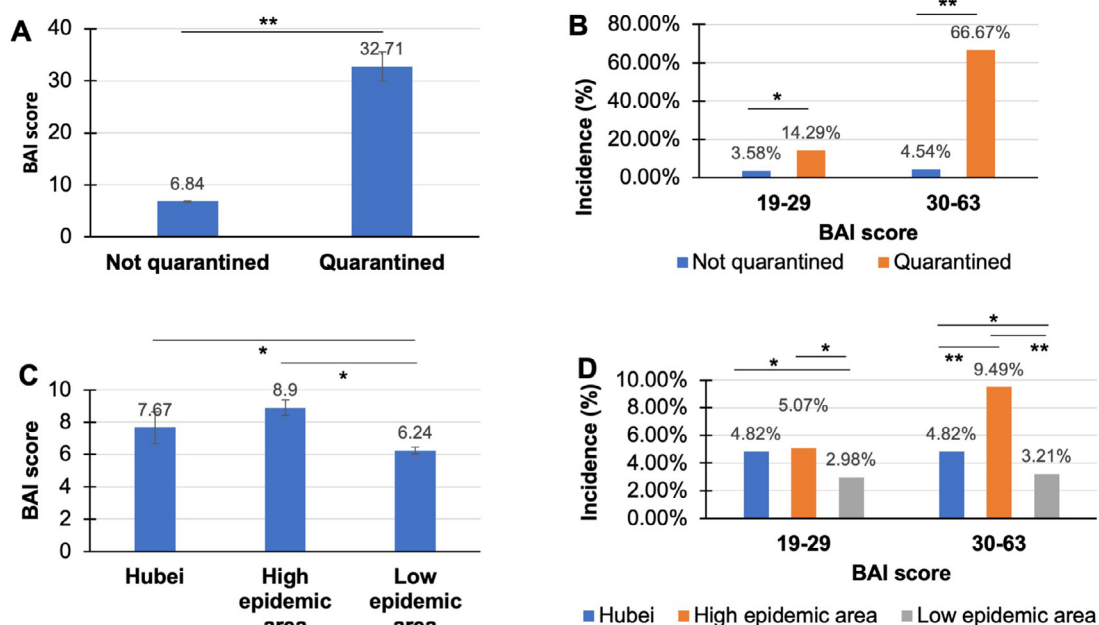 A
BAI score
40
30
20
10
0
**
6.84
32.71
Not quarantined
Quarantined
B
Incidence (%)
80.00%
60.00%
40.00%
20.00%
0.00%
**
66.67%
*
3.58%
14.29%
4.54%
19-29
30-63
BAI score
Not quarantined
Quarantined
C
BAI score
10
8
6
4
2
0
*
*
7.67
8.9
6.24
Hubei
High
epidemic
area
Low
epidemic
area
D
Incidence (%)
10.00%
8.00%
6.00%
4.00%
2.00%
0.00%
*
*
*
**
**
4.82%
5.07%
2.98%
4.82%
9.49%
3.21%
19-29
30-63
BAI score
Hubei
High epidemic area
Low epidemic area